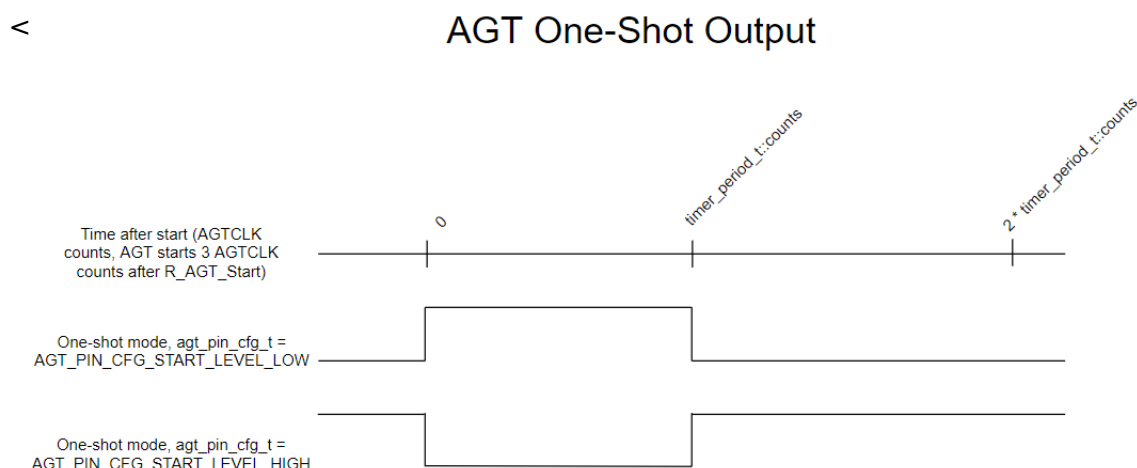 <
AGT One-Shot Output
0
timer_period_t::counts
2 * timer_period_t::counts
Time after start (AGTCLK
counts, AGT starts 3 AGTCLK
counts after R_AGT_Start)
One-shot mode, agt_pin_cfg_t =
AGT_PIN_CFG_START_LEVEL_LOW
One-shot mode, agt_pin_cfg_t =
AGT_PIN_CFG_START_LEVEL_HIGH